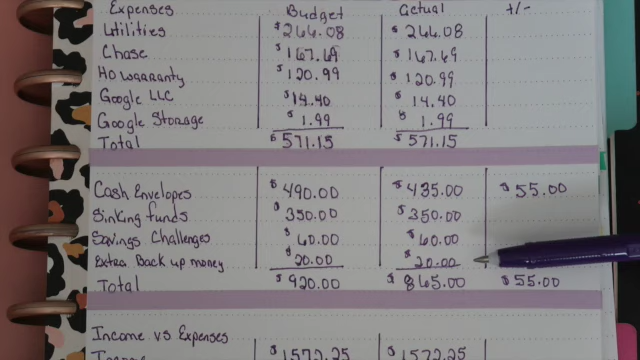 Expenses Budget Actual +/-
Utilities $266.08 $266.08
Chase $167.69 $167.69
HO Warranty $120.99 $120.99
Google LLC $14.40 $14.40
Google Storage $1.99 $1.99
Total $571.15 $571.15
Cash Envelopes $490.00 $435.00 $55.00
Sinking Funds $350.00 $350.00
Savings Challenges $60.00 $60.00
Extra Back up money $20.00 $20.00
Total $920.00 $865.00 $55.00
Income vs Expenses
Income $1572.25 $1572.25